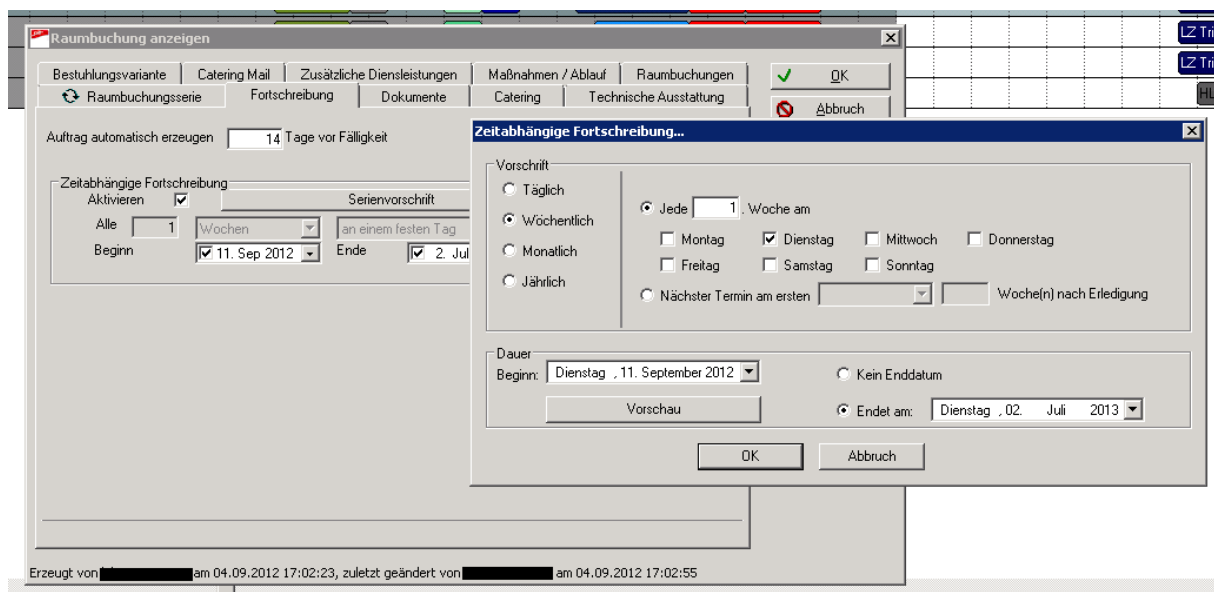 Raumbuchung anzeigen
LZ Tri
LZ Tri
HL
Bestuhlungsvariante Catering Mail Zusätzliche Diensleistungen Maßnahmen / Ablauf Raumbuchungen
OK
Raumbuchungsserie Fortschreibung Dokumente Catering Technische Ausstattung
Abbruch
Auftrag automatisch erzeugen 14 Tage vor Fälligkeit
Zeitabhängige Fortschreibung
Aktivieren Serienvorschrift
Alle 1 Wochen an einem festen Tag
Beginn 11. Sep 2012 Ende 2. Jul
Zeitabhängige Fortschreibung...
Vorschrift
Täglich
Wöchentlich
Monatlich
Jährlich
Jede 1. Woche am
Montag Dienstag Mittwoch Donnerstag
Freitag Samstag Sonntag
Nächster Termin am ersten Woche(n) nach Erledigung
Dauer
Beginn: Dienstag , 11. September 2012
Kein Enddatum
Vorschau
Endet am: Dienstag , 02. Juli 2013
OK Abbruch
Erzeugt von am 04.09.2012 17:02:23, zuletzt geändert von am 04.09.2012 17:02:55